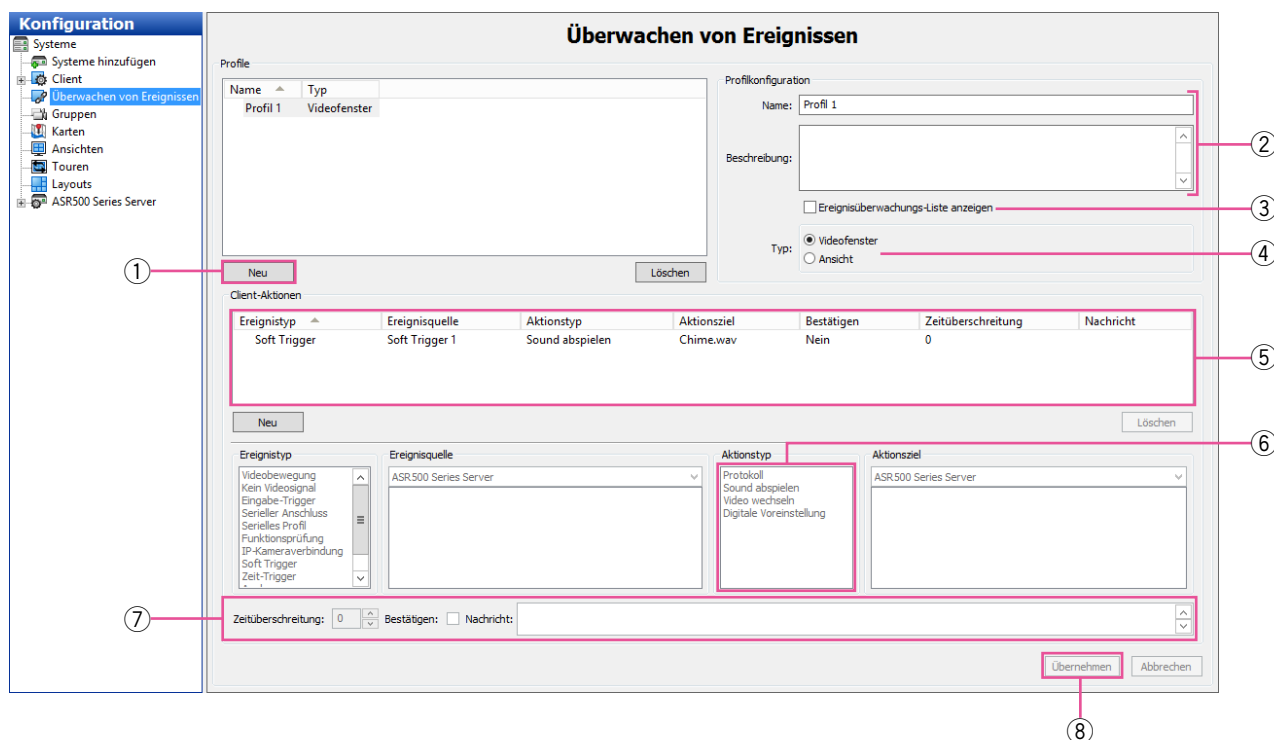 Konfiguration
Systeme
Systeme hinzufügen
Client
Überwachen von Ereignissen
Gruppen
Karten
Ansichten
Touren
Layouts
ASR500 Series Server
Überwachen von Ereignissen
Profile
Name Typ
Profil 1 Videofenster
Neu
Löschen
Profilkonfiguration
Name: Profil 1
Beschreibung:
Ereignisüberwachungs-Liste anzeigen
Typ:
Videofenster
Ansicht
Client-Aktionen
Ereignistyp Ereignisquelle Aktionstyp Aktionsziel Bestätigen Zeitüberschreitung Nachricht
Soft Trigger Soft Trigger 1 Sound abspielen Chime.wav Nein 0
Neu
Löschen
Ereignistyp
Videobewegung
Kein Videosignal
Eingabe-Trigger
Serieller Anschluss
Serielles Profil
Funktionsprüfung
IP-Kameraverbindung
Soft Trigger
Zeit-Trigger
Ereignisquelle
ASR500 Series Server
Aktionstyp
Protokoll
Sound abspielen
Video wechseln
Digitale Voreinstellung
Aktionsziel
ASR500 Series Server
Zeitüberschreitung: 0 Bestätigen: Nachricht:
Übernehmen
Abbrechen
1
2
3
4
5
6
7
8